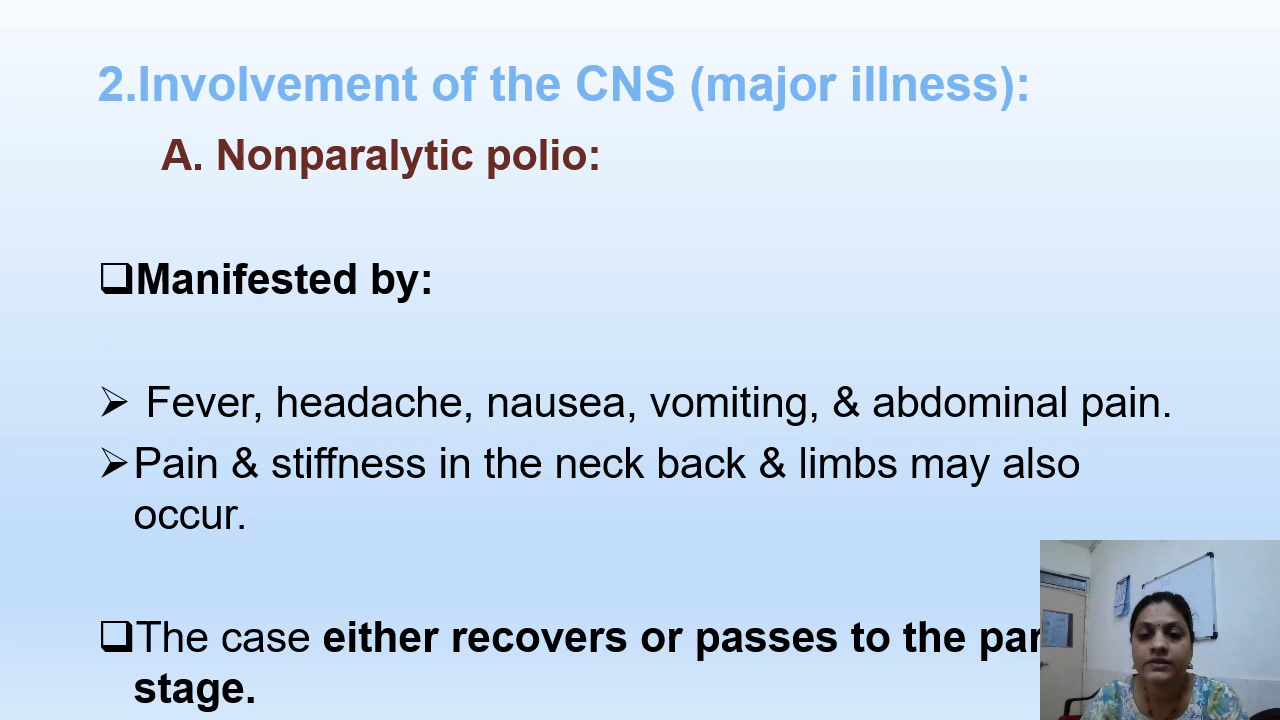 2.Involvement of the CNS (major illness):
A. Nonparalytic polio:
❑Manifested by:
➢ Fever, headache, nausea, vomiting, & abdominal pain.
➢Pain & stiffness in the neck back & limbs may also
occur.
❑The case either recovers or passes to the
stage.